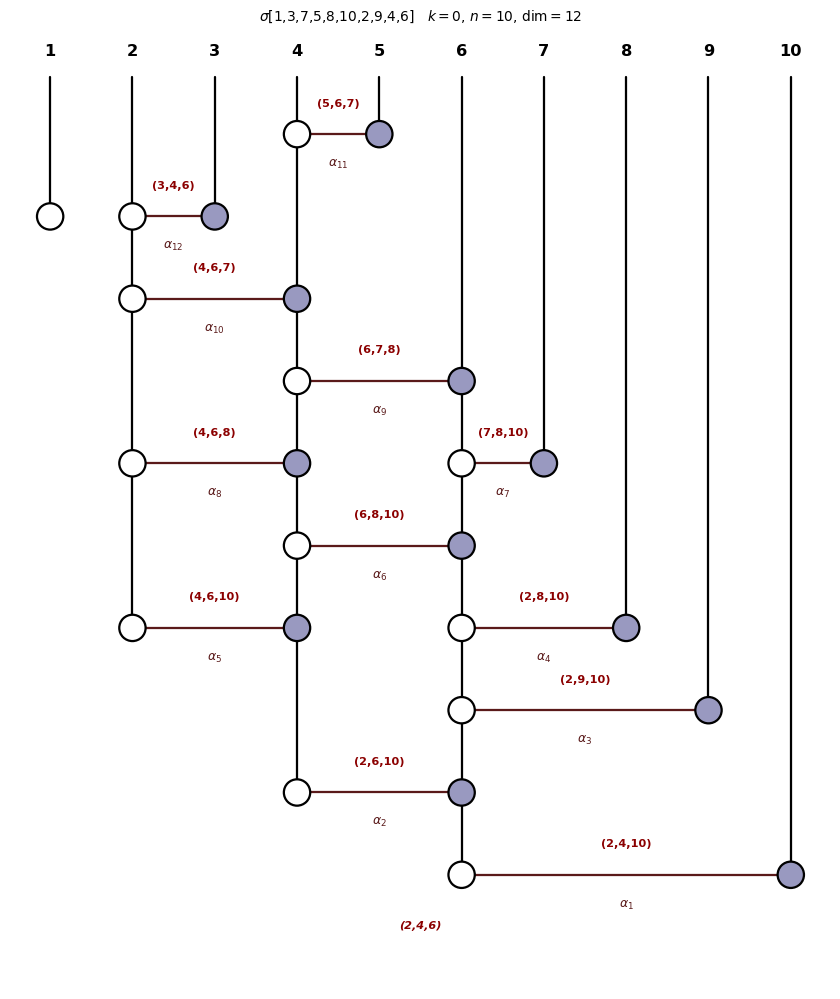 σ[1,3,7,5,8,10,2,9,4,6]   k=0, n=10, dim=12
1 2 3 4 5 6 7 8 9 10
(5,6,7)
α₁₁
(3,4,6)
α₁₂
(4,6,7)
α₁₀
(6,7,8)
α₉
(4,6,8) (7,8,10)
α₈ α₇
(6,8,10)
α₆
(4,6,10) (2,8,10)
α₅ α₄
(2,9,10)
α₃
(2,6,10)
α₂
(2,4,10)
α₁
(2,4,6)